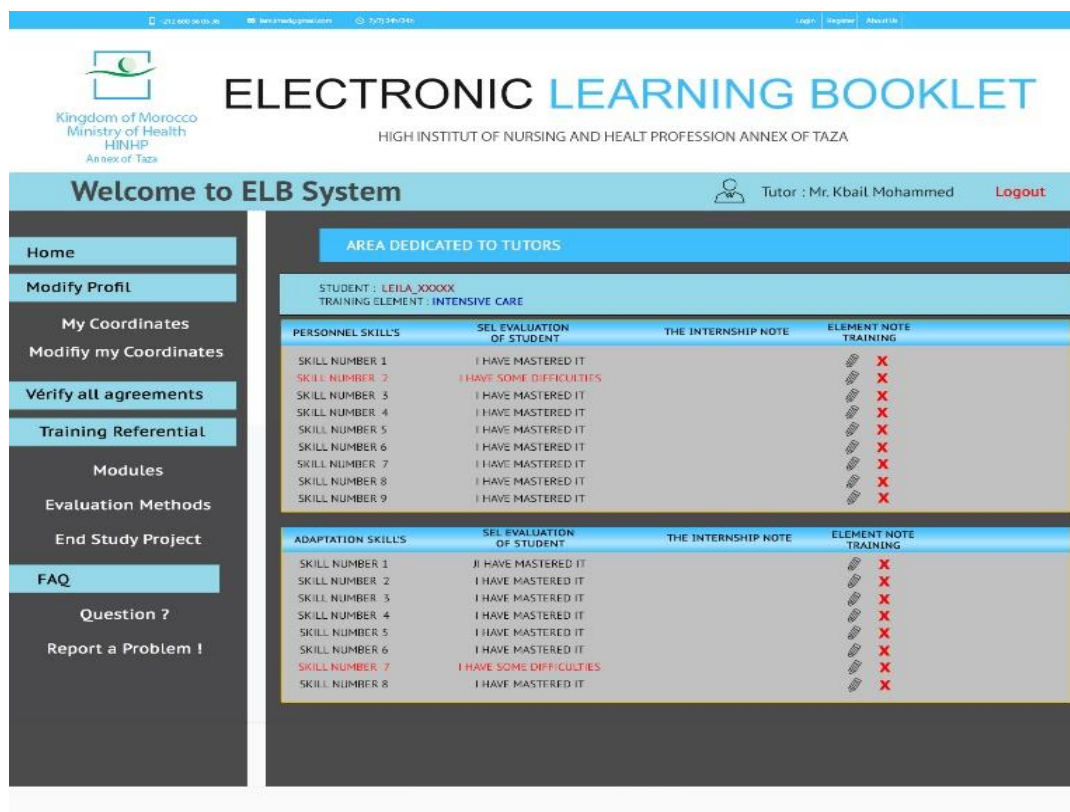 +212 600 56 05 36 7j/7j 24h/24h Login Register About Us
Kingdom of Morocco
Ministry of Health
HINHP
Annex of Taza
ELECTRONIC LEARNING BOOKLET
HIGH INSTITUT OF NURSING AND HEALT PROFESSION ANNEX OF TAZA
Welcome to ELB System Tutor : Mr. Kbail Mohammed Logout
Home
Modify Profil
My Coordinates
Modifiy my Coordinates
Vérify all agreements
Training Referential
Modules
Evaluation Methods
End Study Project
FAQ
Question ?
Report a Problem !
AREA DEDICATED TO TUTORS
STUDENT : LEILA_XXXXX
TRAINING ELEMENT : INTENSIVE CARE
PERSONNEL SKILL'S SEL EVALUATION OF STUDENT THE INTERNSHIP NOTE ELEMENT NOTE TRAINING
SKILL NUMBER 1 I HAVE MASTERED IT X
SKILL NUMBER 2 I HAVE SOME DIFFICULTIES X
SKILL NUMBER 3 I HAVE MASTERED IT X
SKILL NUMBER 4 I HAVE MASTERED IT X
SKILL NUMBER 5 I HAVE MASTERED IT X
SKILL NUMBER 6 I HAVE MASTERED IT X
SKILL NUMBER 7 I HAVE MASTERED IT X
SKILL NUMBER 8 I HAVE MASTERED IT X
SKILL NUMBER 9 I HAVE MASTERED IT X
ADAPTATION SKILL'S SEL EVALUATION OF STUDENT THE INTERNSHIP NOTE ELEMENT NOTE TRAINING
SKILL NUMBER 1 JI HAVE MASTERED IT X
SKILL NUMBER 2 I HAVE MASTERED IT X
SKILL NUMBER 3 I HAVE MASTERED IT X
SKILL NUMBER 4 I HAVE MASTERED IT X
SKILL NUMBER 5 I HAVE MASTERED IT X
SKILL NUMBER 6 I HAVE MASTERED IT X
SKILL NUMBER 7 I HAVE SOME DIFFICULTIES X
SKILL NUMBER 8 I HAVE MASTERED IT X